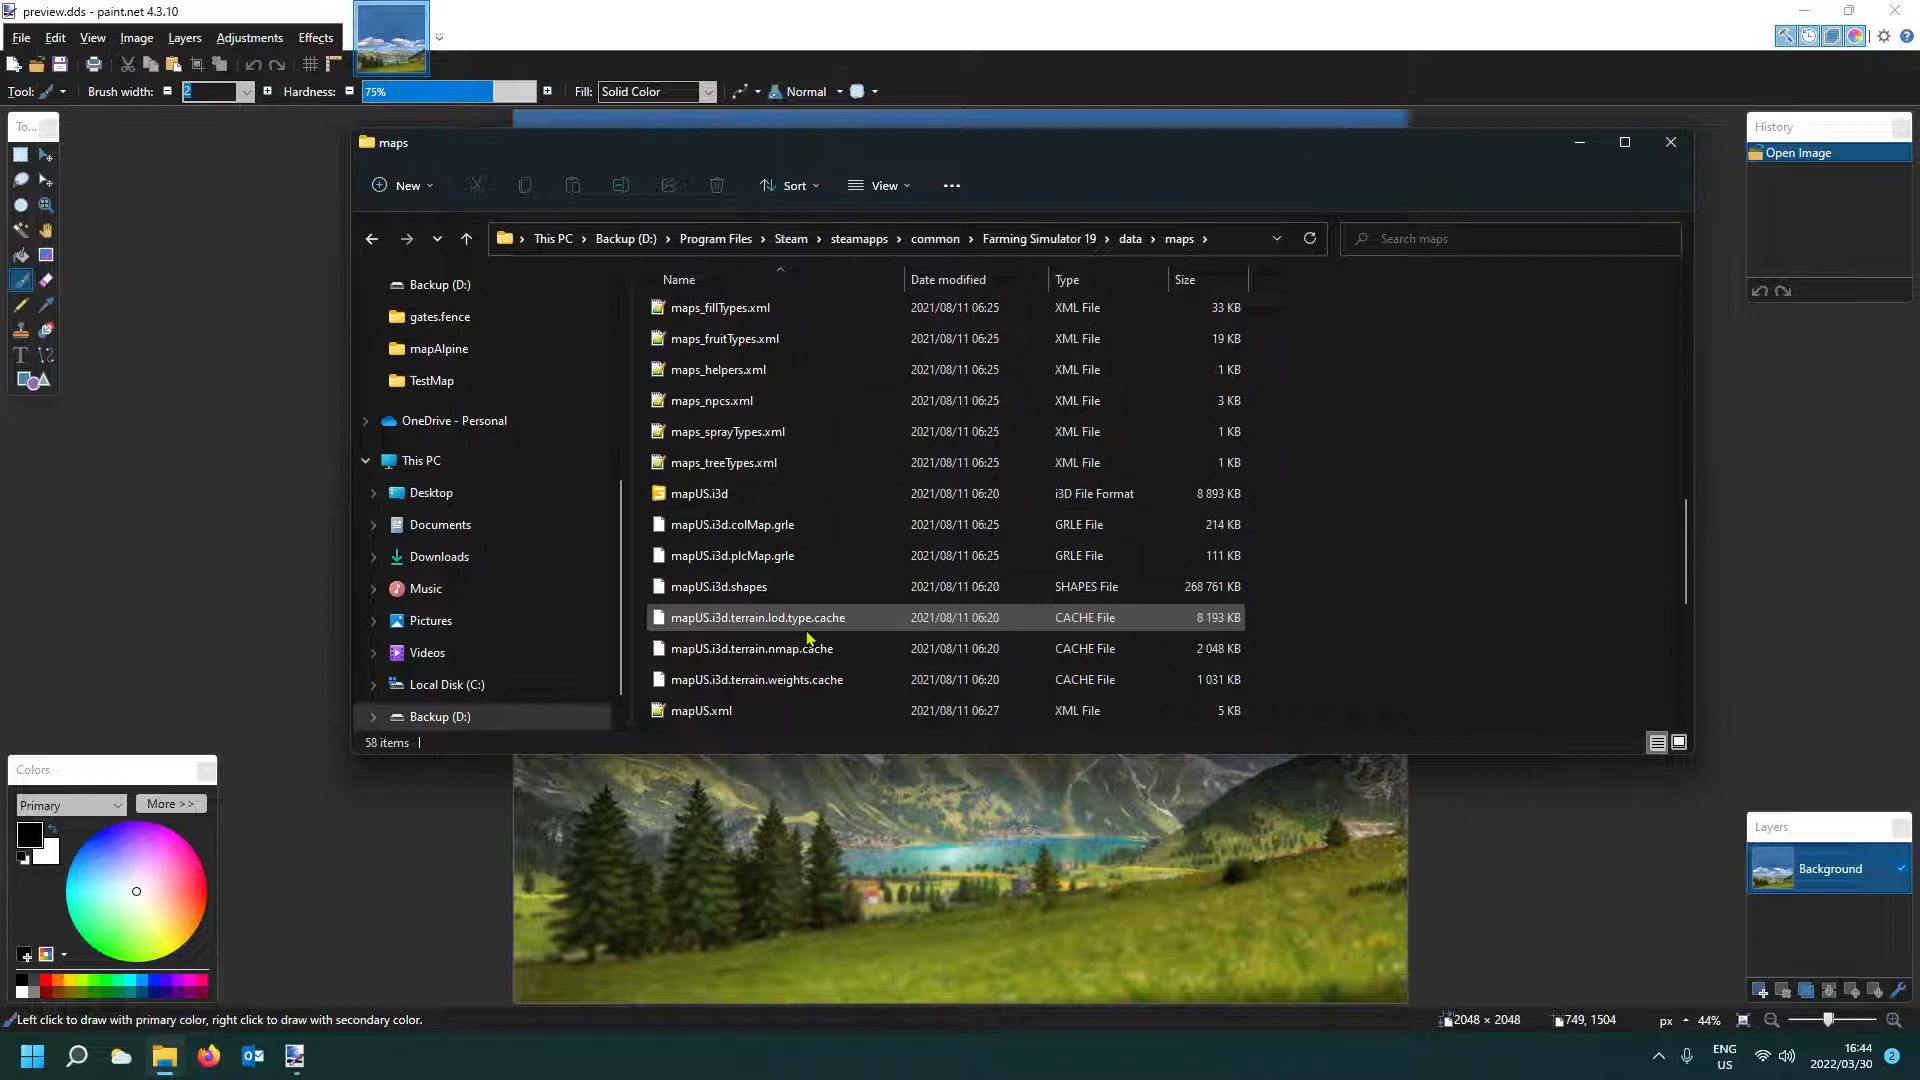 preview.dds - paint.net 4.3.10
File Edit View Image Layers Adjustments Effects
Tool: Brush width: 2 Hardness: 75% Fill: Solid Color Normal
To...
History
Open Image
maps
New Sort View
This PC Backup (D:) Program Files Steam steamapps common Farming Simulator 19 data maps
Search maps
Name Date modified Type Size
Backup (D:)
gates.fence
mapAlpine
TestMap
OneDrive - Personal
This PC
Desktop
Documents
Downloads
Music
Pictures
Videos
Local Disk (C:)
Backup (D:)
maps_fillTypes.xml 2021/08/11 06:25 XML File 33 KB
maps_fruitTypes.xml 2021/08/11 06:25 XML File 19 KB
maps_helpers.xml 2021/08/11 06:25 XML File 1 KB
maps_npcs.xml 2021/08/11 06:25 XML File 3 KB
maps_sprayTypes.xml 2021/08/11 06:25 XML File 1 KB
maps_treeTypes.xml 2021/08/11 06:25 XML File 1 KB
mapUS.i3d 2021/08/11 06:20 i3D File Format 8 893 KB
mapUS.i3d.colMap.grle 2021/08/11 06:25 GRLE File 214 KB
mapUS.i3d.plcMap.grle 2021/08/11 06:25 GRLE File 111 KB
mapUS.i3d.shapes 2021/08/11 06:20 SHAPES File 268 761 KB
mapUS.i3d.terrain.lod.type.cache 2021/08/11 06:20 CACHE File 8 193 KB
mapUS.i3d.terrain.nmap.cache 2021/08/11 06:20 CACHE File 2 048 KB
mapUS.i3d.terrain.weights.cache 2021/08/11 06:20 CACHE File 1 031 KB
mapUS.xml 2021/08/11 06:27 XML File 5 KB
58 items
Colors
Primary More >>
Layers
Background
Left click to draw with primary color, right click to draw with secondary color.
2048 × 2048 749, 1504 px 44%
ENG
US
16:44
2022/03/30
2